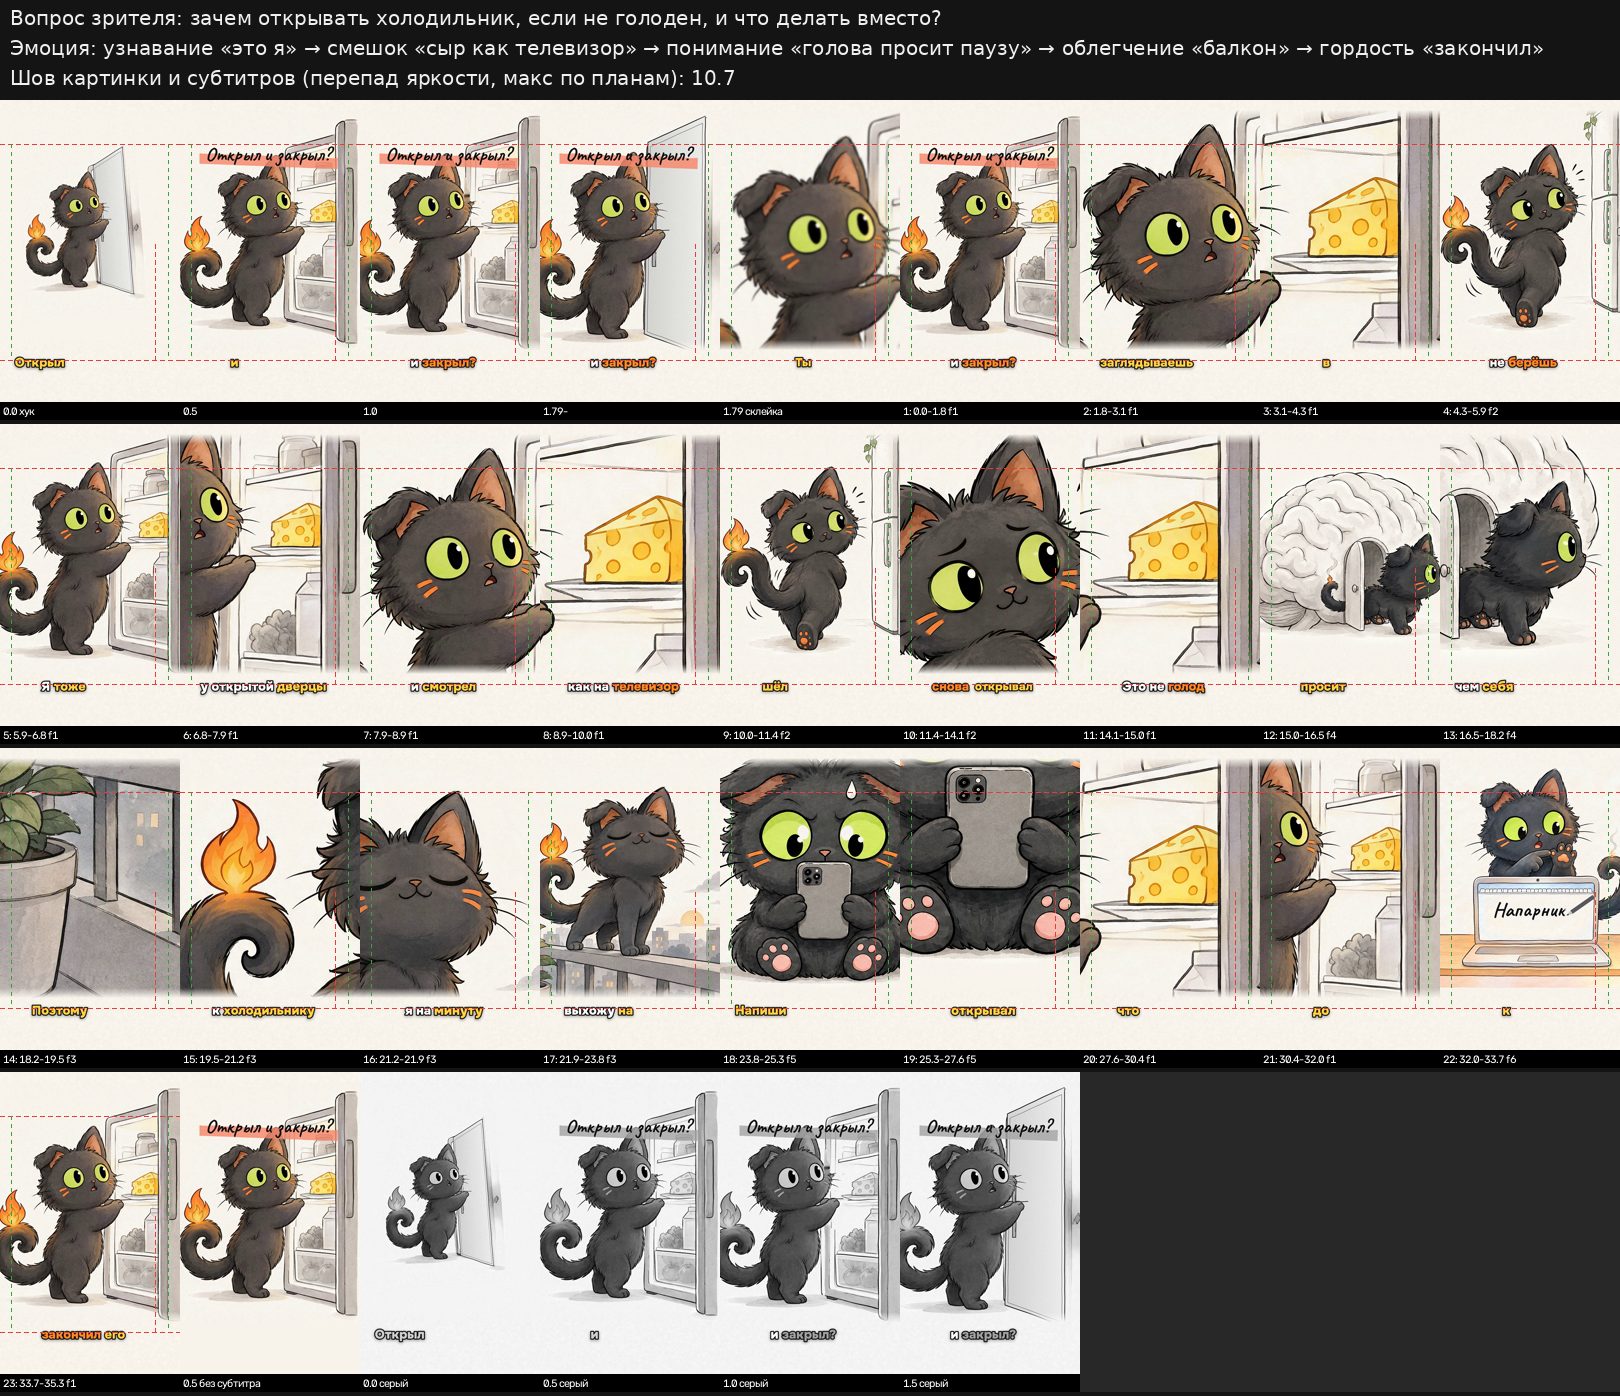 Вопрос зрителя: зачем открывать холодильник, если не голоден, и что делать вместо?
Эмоция: узнавание «это я» → смешок «сыр как телевизор» → понимание «голова просит паузу» → облегчение «балкон» → гордость «закончил»
Шов картинки и субтитров (перепад яркости, макс по планам): 10.7
Открыл и закрыл?
Открыл и закрыл?
Открыл и закрыл?
Открыл и закрыл?
Открыл
и
и закрыл?
и закрыл?
Ты
и закрыл?
заглядываешь
в
не берёшь
0.0 хук
0.5
1.0
1.79-
1.79 склейка
1: 0.0-1.8 f1
2: 1.8-3.1 f1
3: 3.1-4.3 f1
4: 4.3-5.9 f2
Я тоже
у открытой дверцы
и смотрел
как на телевизор
шёл
снова открывал
Это не голод
просит
чем себя
5: 5.9-6.8 f1
6: 6.8-7.9 f1
7: 7.9-8.9 f1
8: 8.9-10.0 f1
9: 10.0-11.4 f2
10: 11.4-14.1 f2
11: 14.1-15.0 f1
12: 15.0-16.5 f4
13: 16.5-18.2 f4
Напарник
Поэтому
к холодильнику
я на минуту
выхожу на
Напиши
открывал
что
до
к
14: 18.2-19.5 f3
15: 19.5-21.2 f3
16: 21.2-21.9 f3
17: 21.9-23.8 f3
18: 23.8-25.3 f5
19: 25.3-27.6 f5
20: 27.6-30.4 f1
21: 30.4-32.0 f1
22: 32.0-33.7 f6
Открыл и закрыл?
Открыл и закрыл?
Открыл и закрыл?
Открыл и закрыл?
закончил его
Открыл
и
и закрыл?
и закрыл?
23: 33.7-35.3 f1
0.5 без субтитра
0.0 серый
0.5 серый
1.0 серый
1.5 серый